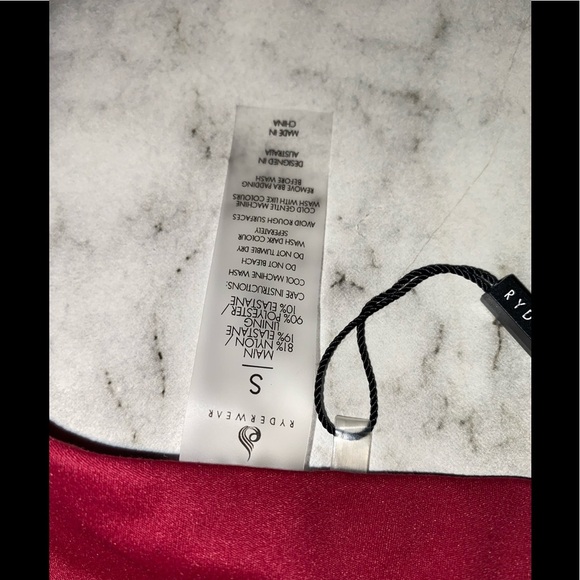 RYDERWEAR
S
MAIN
81% NYLON /
19% ELASTANE
LINING
90% POLYESTER /
10% ELASTANE
CARE INSTRUCTIONS:
COOL MACHINE WASH
DO NOT BLEACH
DO NOT TUMBLE DRY
WASH DARK COLOUR
SEPERATELY
AVOID ROUGH SURFACES
COLD GENTLE MACHINE
WASH WITH LIKE COLOURS
REMOVE BRA PADDING
BEFORE WASH
DESIGNED IN
AUSTRALIA
MADE IN
CHINA
RYD